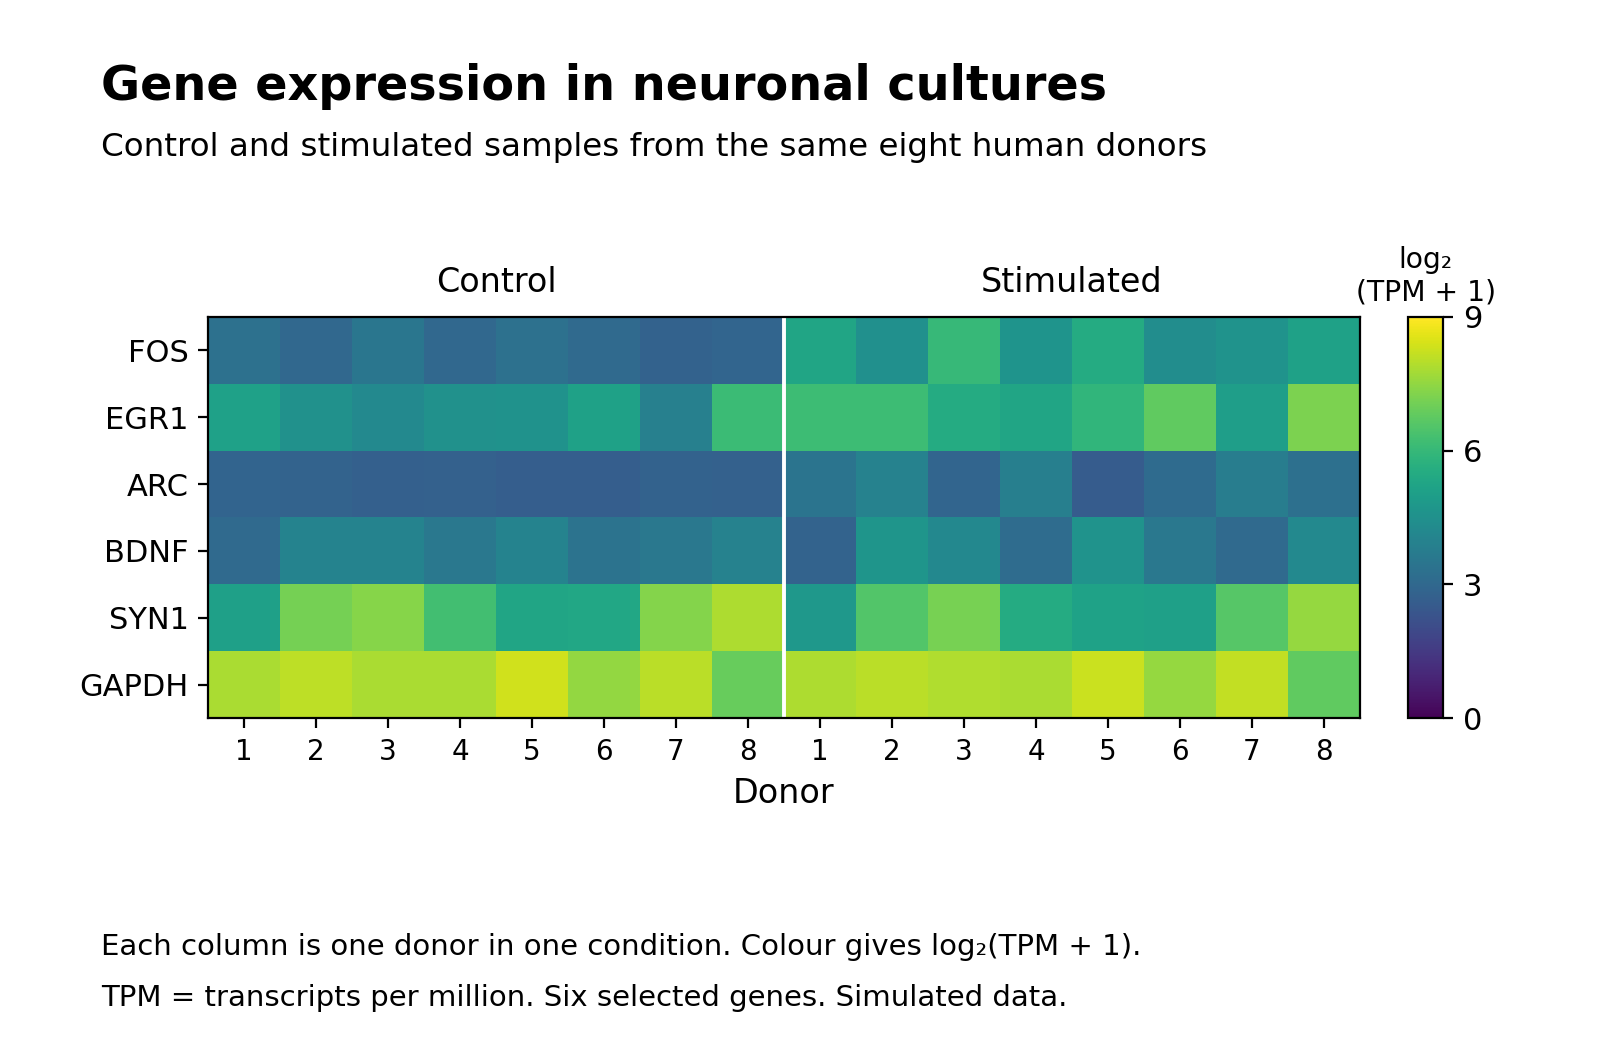 Gene expression in neuronal cultures
Control and stimulated samples from the same eight human donors
Control Stimulated
log₂
(TPM + 1)
9
6
3
0
FOS
EGR1
ARC
BDNF
SYN1
GAPDH
1 2 3 4 5 6 7 8 1 2 3 4 5 6 7 8
Donor
Each column is one donor in one condition. Colour gives log₂(TPM + 1).
TPM = transcripts per million. Six selected genes. Simulated data.